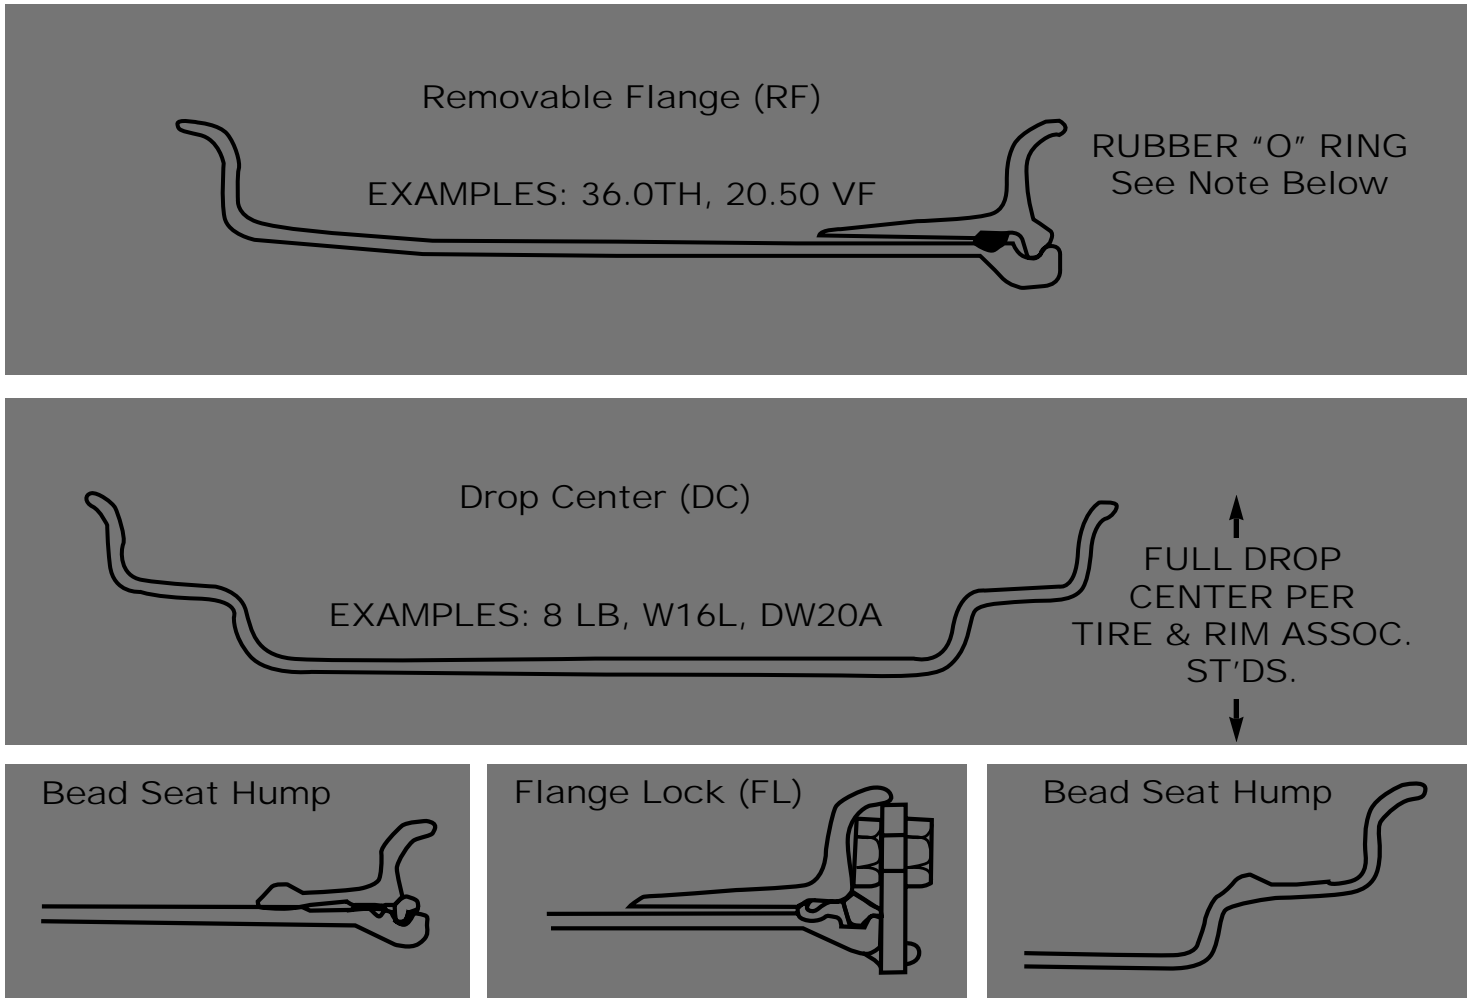 Removable Flange (RF)
EXAMPLES: 36.0TH, 20.50 VF
RUBBER “O” RING
See Note Below
Drop Center (DC)
EXAMPLES: 8 LB, W16L, DW20A
FULL DROP
CENTER PER
TIRE & RIM ASSOC.
ST’DS.
Bead Seat Hump
Flange Lock (FL)
Bead Seat Hump